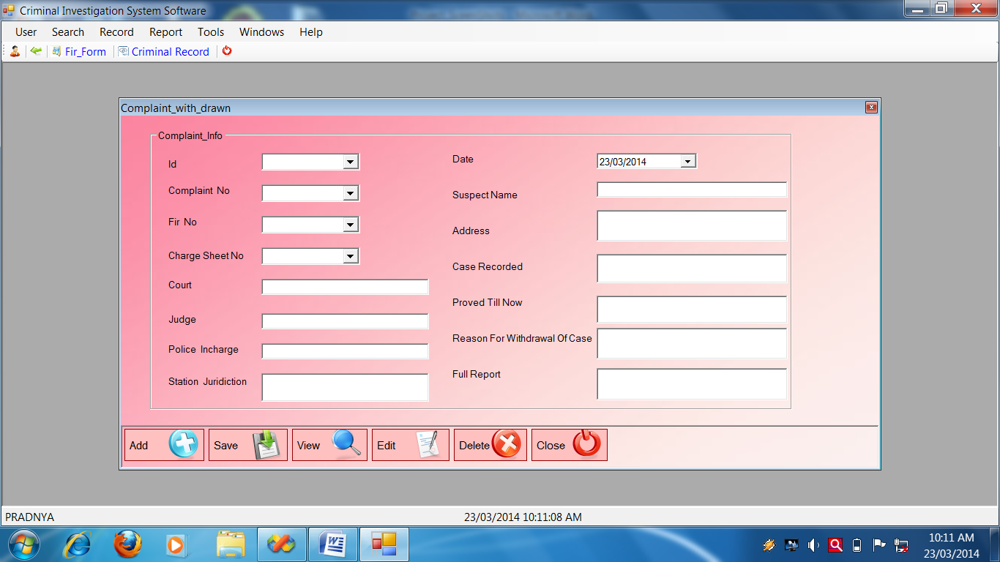 Criminal Investigation System Software
User Search Record Report Tools Windows Help
Fir_Form Criminal Record
Complaint_with_drawn
Complaint_Info
Id
Complaint No
Fir No
Charge Sheet No
Court
Judge
Police Incharge
Station Juridiction
Date 23/03/2014
Suspect Name
Address
Case Recorded
Proved Till Now
Reason For Withdrawal Of Case
Full Report
Add Save View Edit Delete Close
PRADNYA 23/03/2014 10:11:08 AM
10:11 AM
23/03/2014